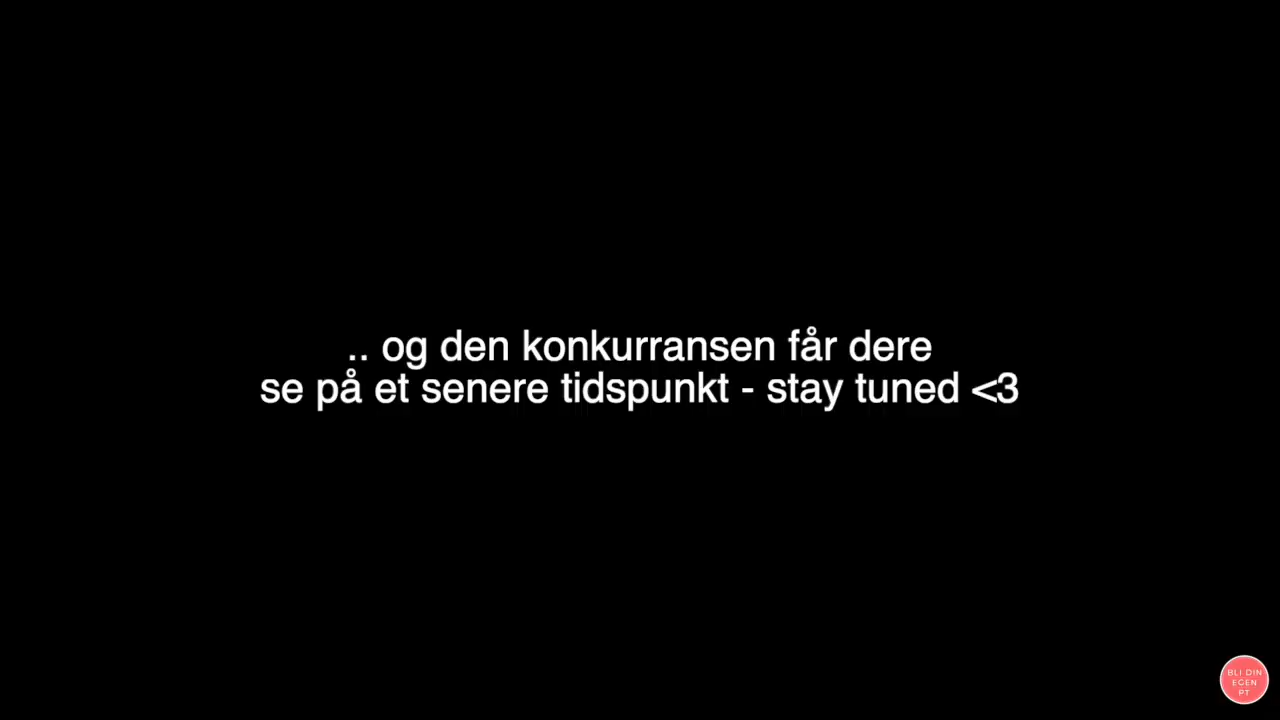 .. og den konkurransen får dere
se på et senere tidspunkt - stay tuned <3
BLI DIN
EGEN
PT